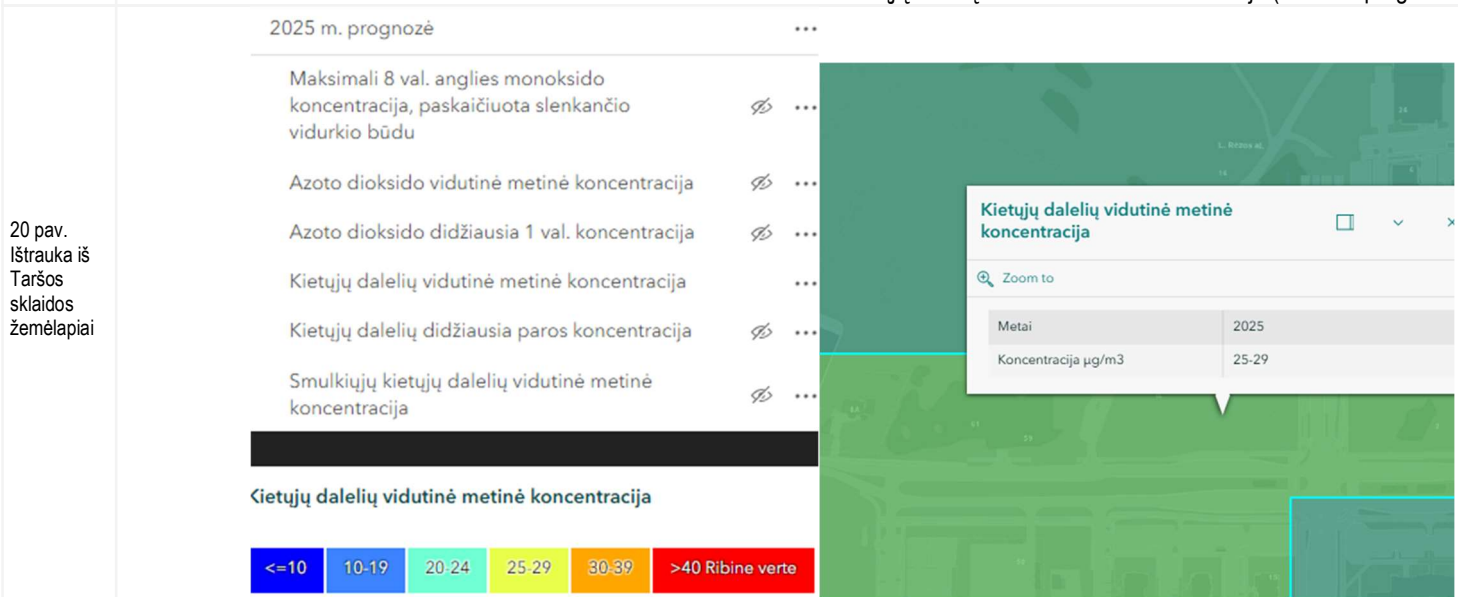 2025 m. prognozė
Maksimali 8 val. anglies monoksido
koncentracija, paskaičiuota slenkančio
vidurkio būdu
Azoto dioksido vidutinė metinė koncentracija
Azoto dioksido didžiausia 1 val. koncentracija
Kietųjų dalelių vidutinė metinė koncentracija
Kietųjų dalelių didžiausia paros koncentracija
Smulkiųjų kietųjų dalelių vidutinė metinė
koncentracija
20 pav.
Ištrauka iš
Taršos
sklaidos
žemėlapiai
Kietųjų dalelių vidutinė metinė koncentracija
<=10 10-19 20-24 25-29 30-39 >40 Ribine verte
Kietųjų dalelių vidutinė metinė
koncentracija
Zoom to
Metai 2025
Koncentracija µg/m3 25-29